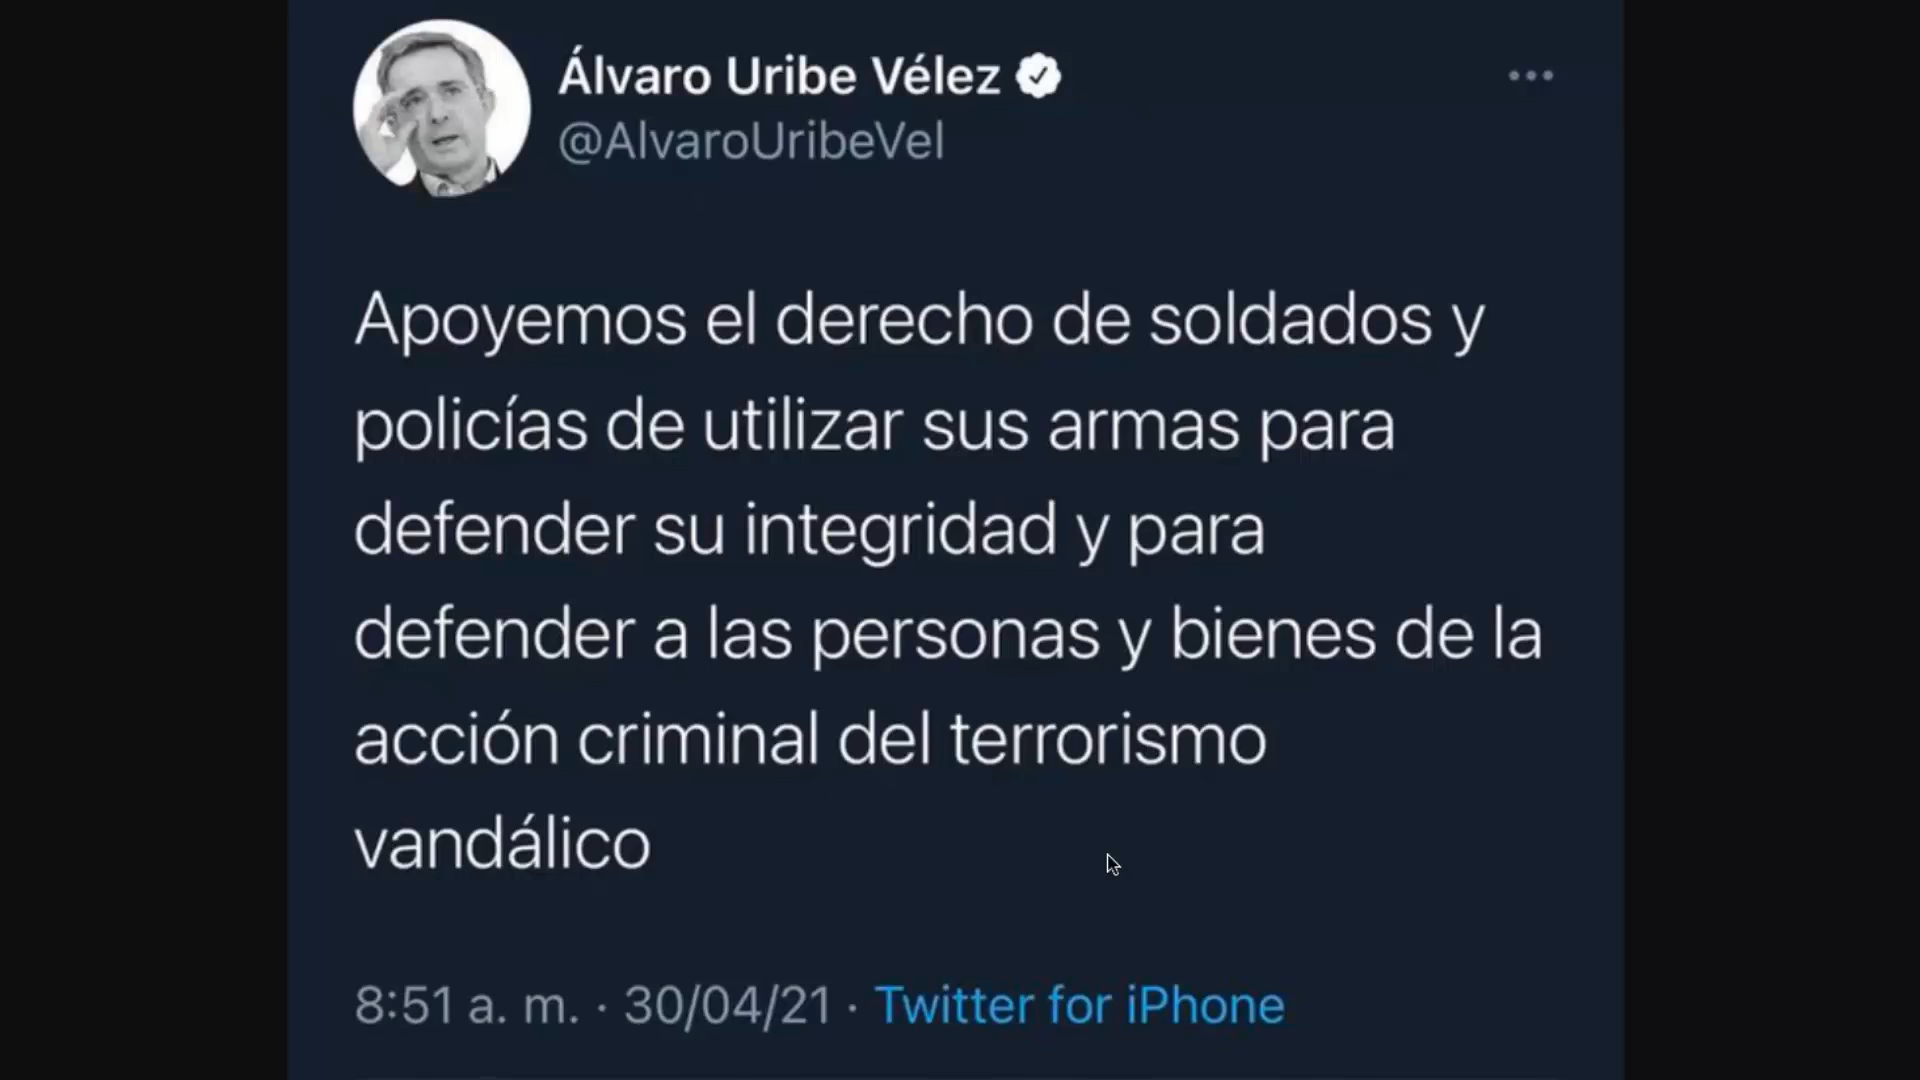 Álvaro Uribe Vélez
@AlvaroUribeVel
Apoyemos el derecho de soldados y
policías de utilizar sus armas para
defender su integridad y para
defender a las personas y bienes de la
acción criminal del terrorismo
vandálico
8:51 a. m. · 30/04/21 · Twitter for iPhone